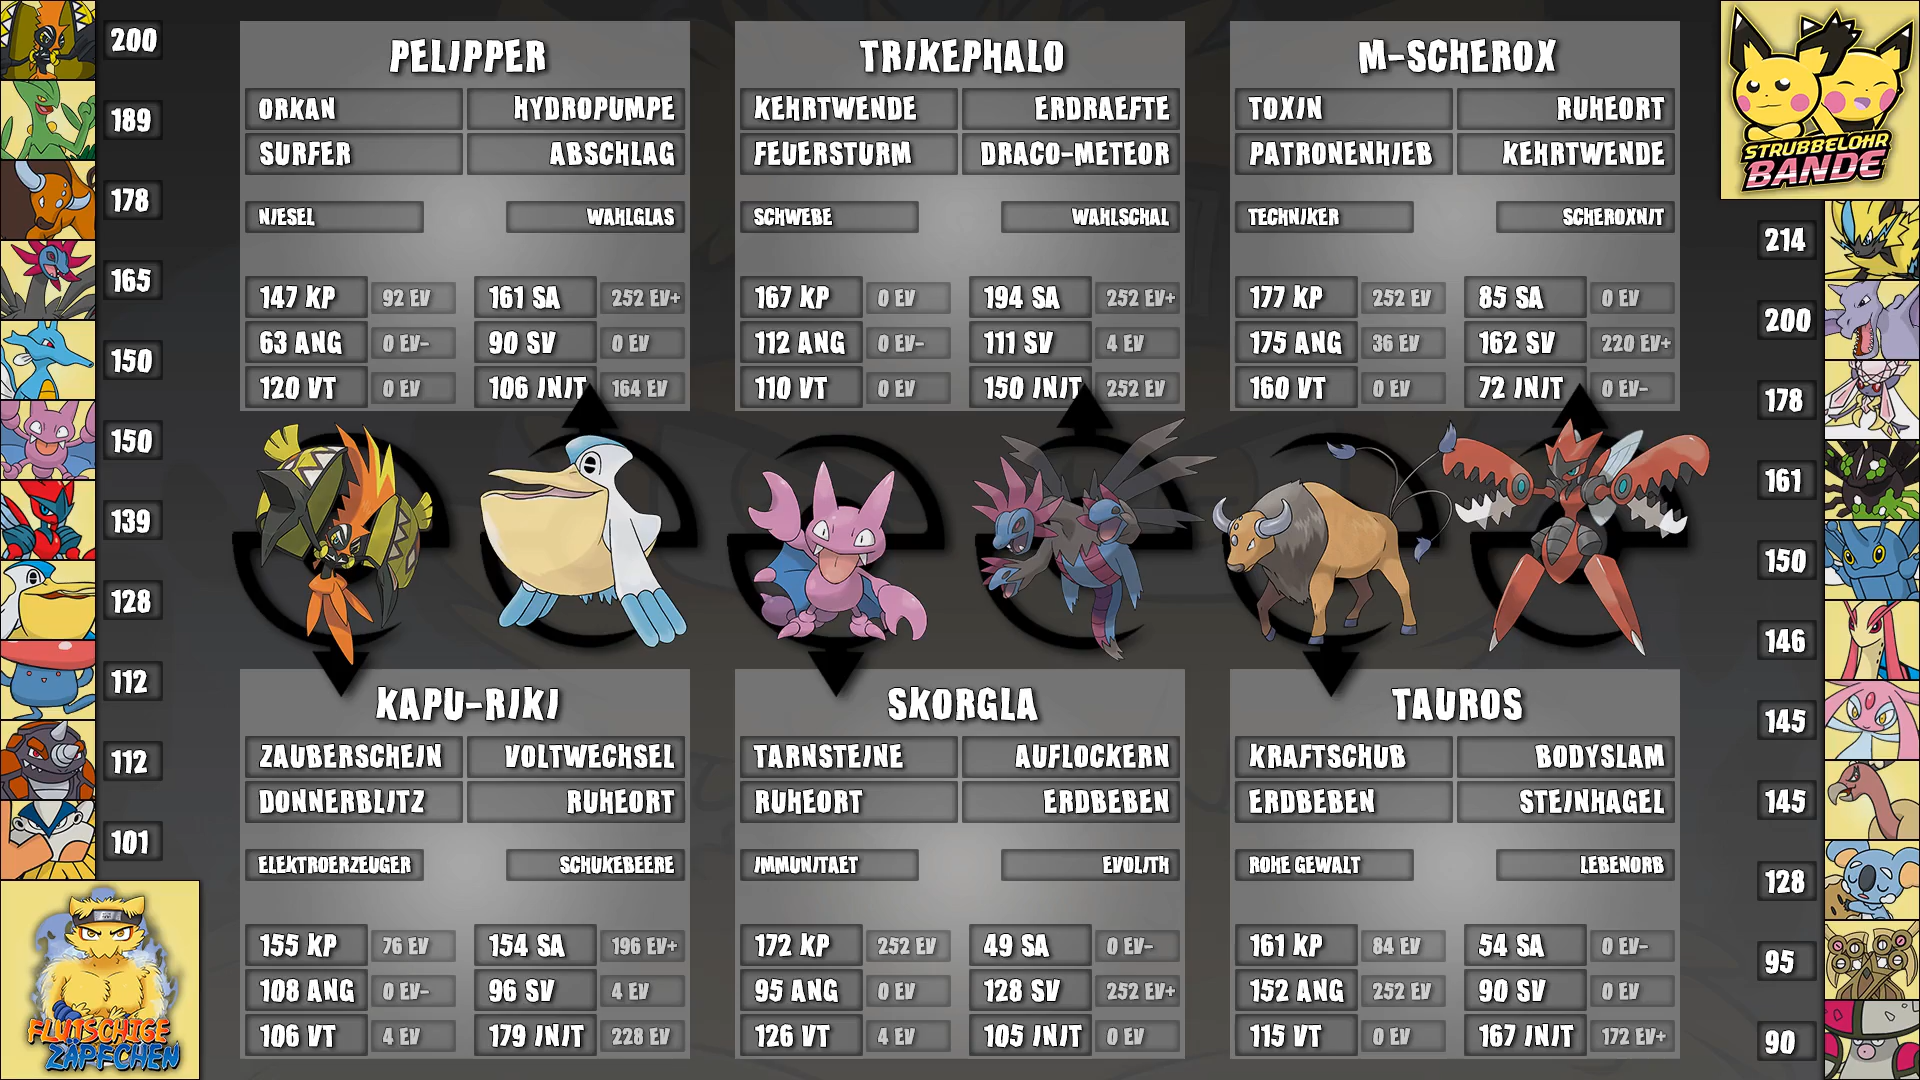 200
189
178
165
150
150
139
128
112
112
101
FLUTSCHIGE
ZÄPFCHEN
PELIPPER
ORKAN HYDROPUMPE
SURFER ABSCHLAG
NIESEL WAHLGLAS
147 KP 92 EV 161 SA 252 EV+
63 ANG 0 EV- 90 SV 0 EV
120 VT 0 EV 106 INIT 164 EV
TRIKEPHALO
KEHRTWENDE ERDRAEFTE
FEUERSTURM DRACO-METEOR
SCHWEBE WAHLSCHAL
167 KP 0 EV 194 SA 252 EV+
112 ANG 0 EV- 111 SV 4 EV
110 VT 0 EV 150 INIT 252 EV
M-SCHEROX
TOXIN RUHEORT
PATRONENHIEB KEHRTWENDE
TECHNIKER SCHEROXNIT
177 KP 252 EV 85 SA 0 EV
175 ANG 36 EV 162 SV 220 EV+
160 VT 0 EV 72 INIT 0 EV-
KAPU-RIKI
ZAUBERSCHEIN VOLTWECHSEL
DONNERBLITZ RUHEORT
ELEKTROERZEUGER SCHUKEBEERE
155 KP 76 EV 154 SA 196 EV+
108 ANG 0 EV- 96 SV 4 EV
106 VT 4 EV 179 INIT 228 EV
SKORGLA
TARNSTEINE AUFLOCKERN
RUHEORT ERDBEBEN
IMMUNITAET EVOLITH
172 KP 252 EV 49 SA 0 EV-
95 ANG 0 EV 128 SV 252 EV+
126 VT 4 EV 105 INIT 0 EV
TAUROS
KRAFTSCHUB BODYSLAM
ERDBEBEN STEINHAGEL
ROHE GEWALT LEBENORB
161 KP 84 EV 54 SA 0 EV-
152 ANG 252 EV 90 SV 0 EV
115 VT 0 EV 167 INIT 172 EV+
STRUBBELOHR
BANDE
214
200
178
161
150
146
145
145
128
95
90